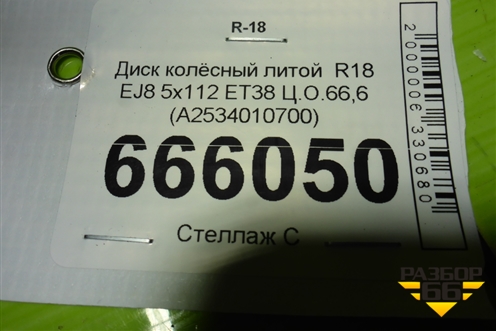 R-18
Диск колёсный литой R18
EJ8 5x112 ET38 Ц.О.66,6
(A2534010700)
666050
Стеллаж С
2000006330680
РАЗБОР
66